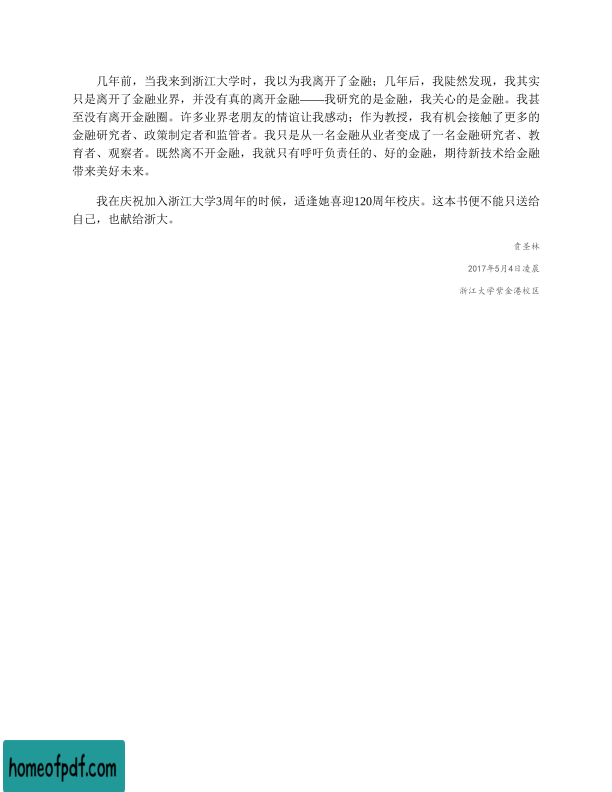 几年前，当我来到浙江大学时，我以为我离开了金融；几年后，我陡然发现，我其实
只是离开了金融业界，并没有真的离开金融——我研究的是金融，我关心的是金融。我甚
至没有离开金融圈。许多业界老朋友的情谊让我感动；作为教授，我有机会接触了更多的
金融研究者、政策制定者和监管者。我只是从一名金融从业者变成了一名金融研究者、教
育者、观察者。既然离不开金融，我就只有呼吁负责任的、好的金融，期待新技术给金融
带来美好未来。
我在庆祝加入浙江大学3周年的时候，适逢她喜迎120周年校庆。这本书便不能只送给
自己，也献给浙大。
贲圣林
2017年5月4日凌晨
浙江大学紫金港校区
homeofpdf.com